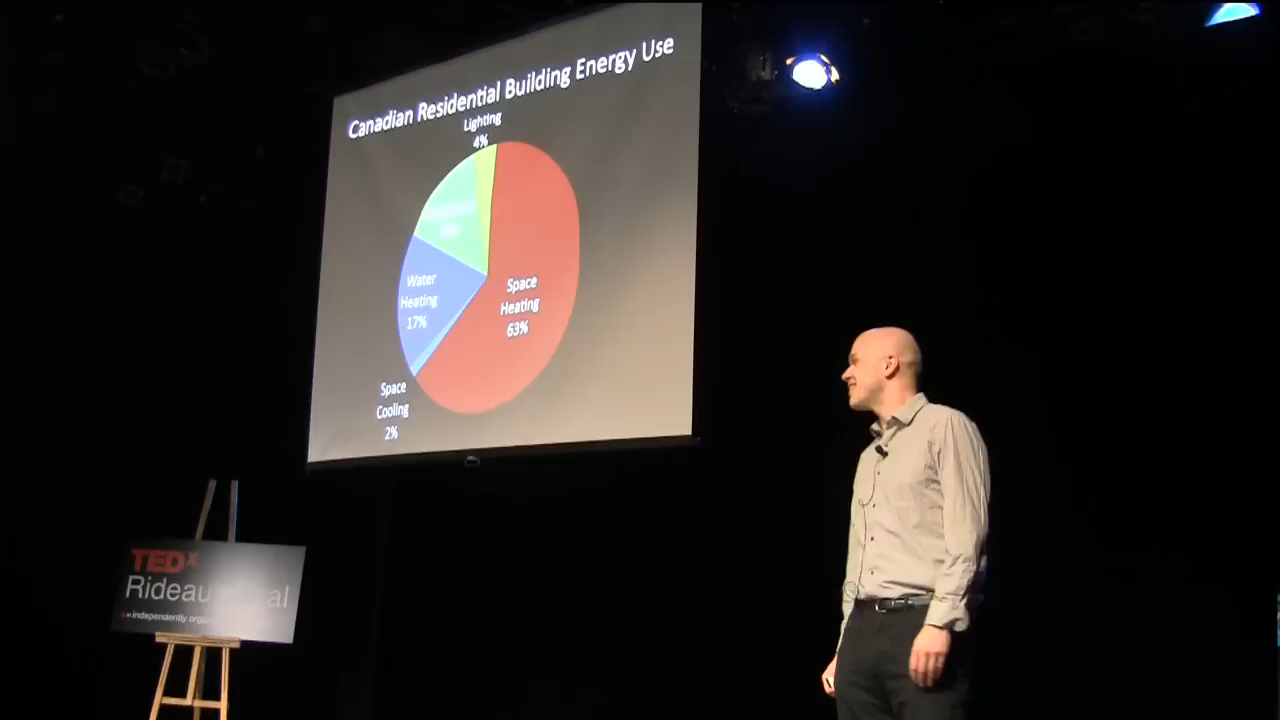 Canadian Residential Building Energy Use
Lighting
4%
Space
Heating
63%
Water
Heating
17%
Space
Cooling
2%
TEDx
independently